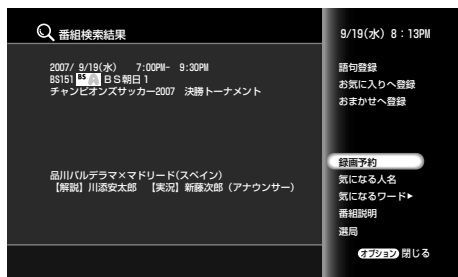 番組検索結果
9/19(水) 8：13PM
2007/ 9/19(水) 7:00PM- 9:30PM
BS151 BS ＢＳ朝日１
チャンピオンズサッカー2007 決勝トーナメント
品川バルデラマ×マドリード(スペイン)
【解説】川添安太郎 【実況】新藤次郎（アナウンサー）
語句登録
お気に入りへ登録
おまかせへ登録
録画予約
気になる人名
気になるワード▶
番組説明
選局
オプション 閉じる